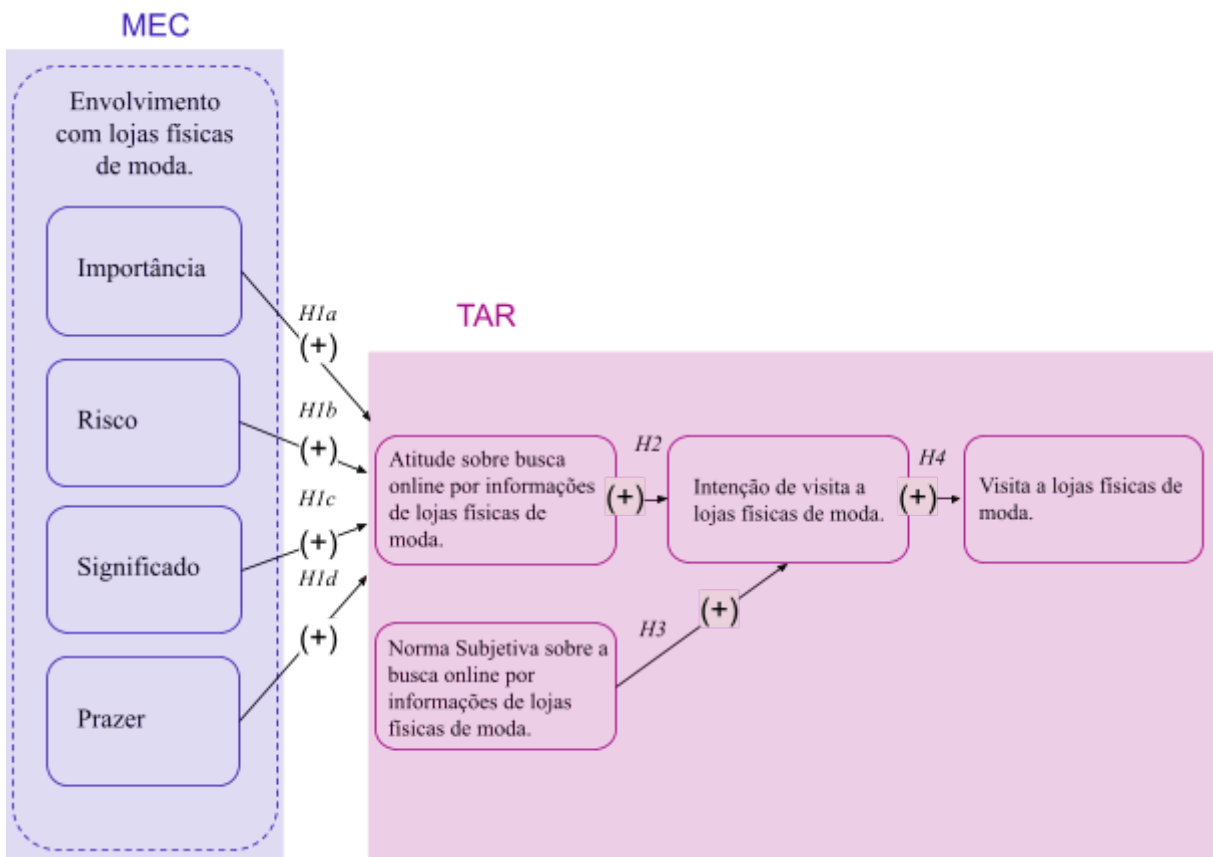 MEC
Envolvimento
com lojas físicas
de moda.
Importância
Risco
Significado
Prazer
H1a
(+)
H1b
(+)
H1c
(+)
H1d
(+)
TAR
Atitude sobre busca
online por informações
de lojas físicas de
moda.
H2
(+)
Intenção de visita a
lojas físicas de moda.
H4
(+)
Visita a lojas físicas de
moda.
Norma Subjetiva sobre a
busca online por
informações de lojas
físicas de moda.
H3
(+)